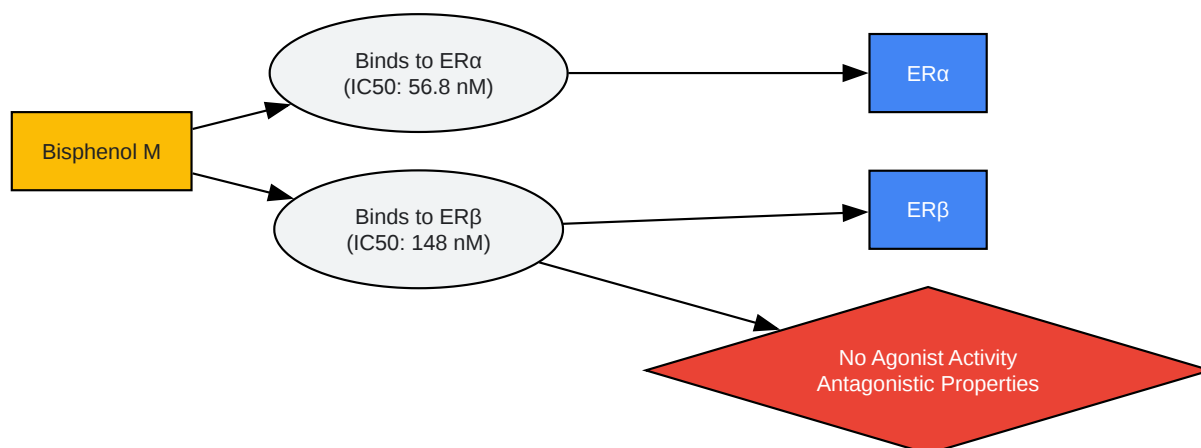 Bisphenol M
Binds to ERα
(IC50: 56.8 nM)
ERα
Binds to ERβ
(IC50: 148 nM)
ERβ
No Agonist Activity
Antagonistic Properties